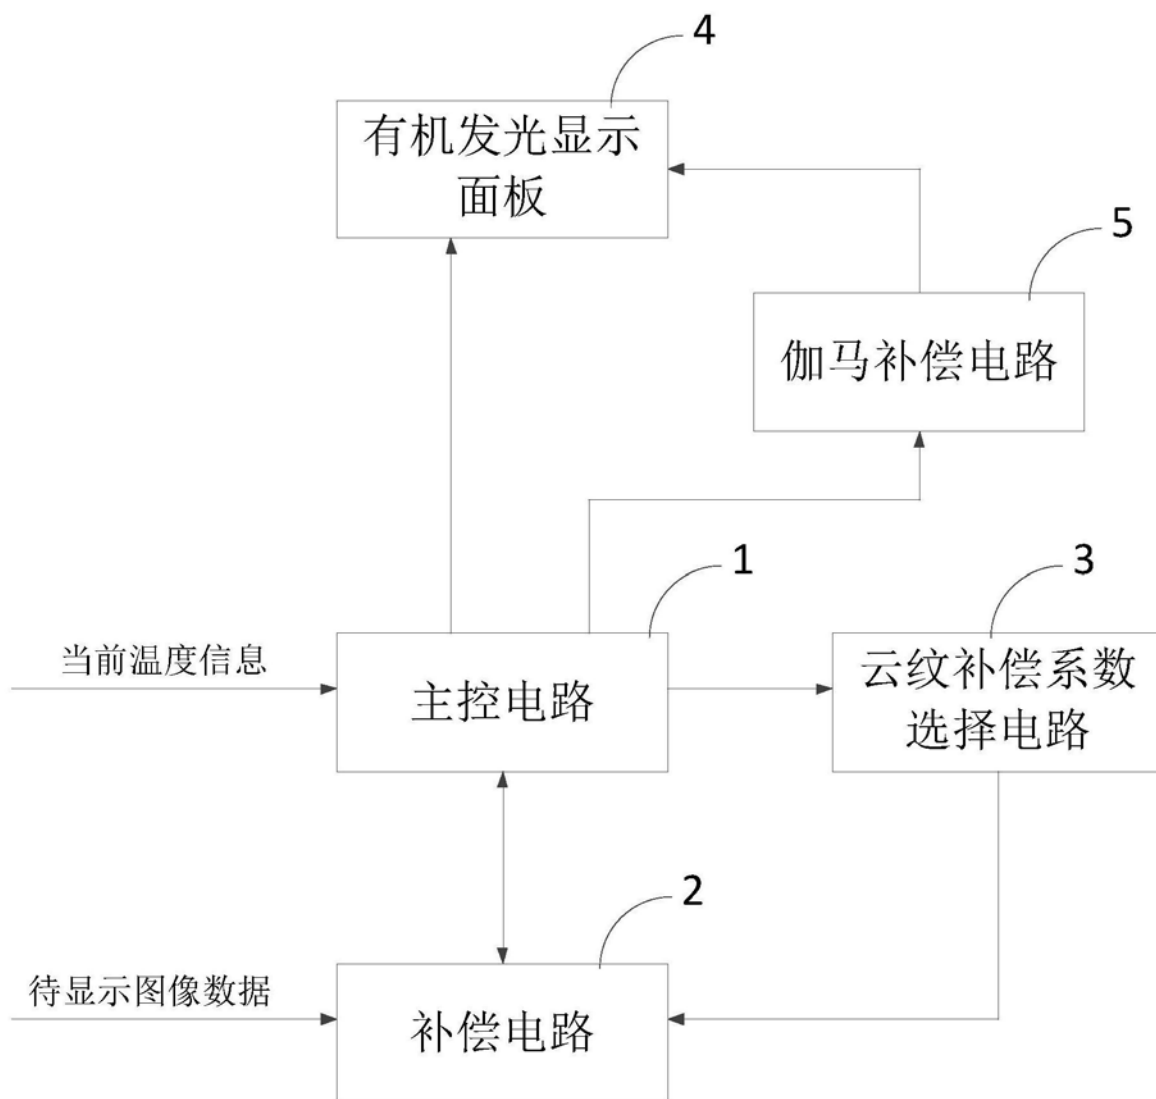 4
有机发光显示
面板
5
伽马补偿电路
1
3
当前温度信息
主控电路
云纹补偿系数
选择电路
2
待显示图像数据
补偿电路